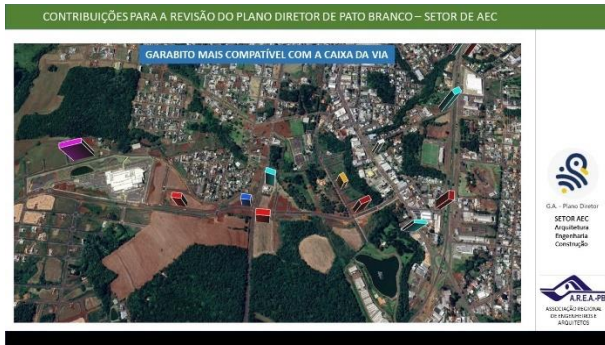 CONTRIBUIÇÕES PARA A REVISÃO DO PLANO DIRETOR DE PATO BRANCO – SETOR DE AEC
GARABITO MAIS COMPATÍVEL COM A CAIXA DA VIA
G.A. - Plano Diretor
SETOR AEC
Arquitetura
Engenharia
Construção
A.R.E.A.-PB
ASSOCIAÇÃO REGIONAL
DE ENGENHEIROS E
ARQUITETOS